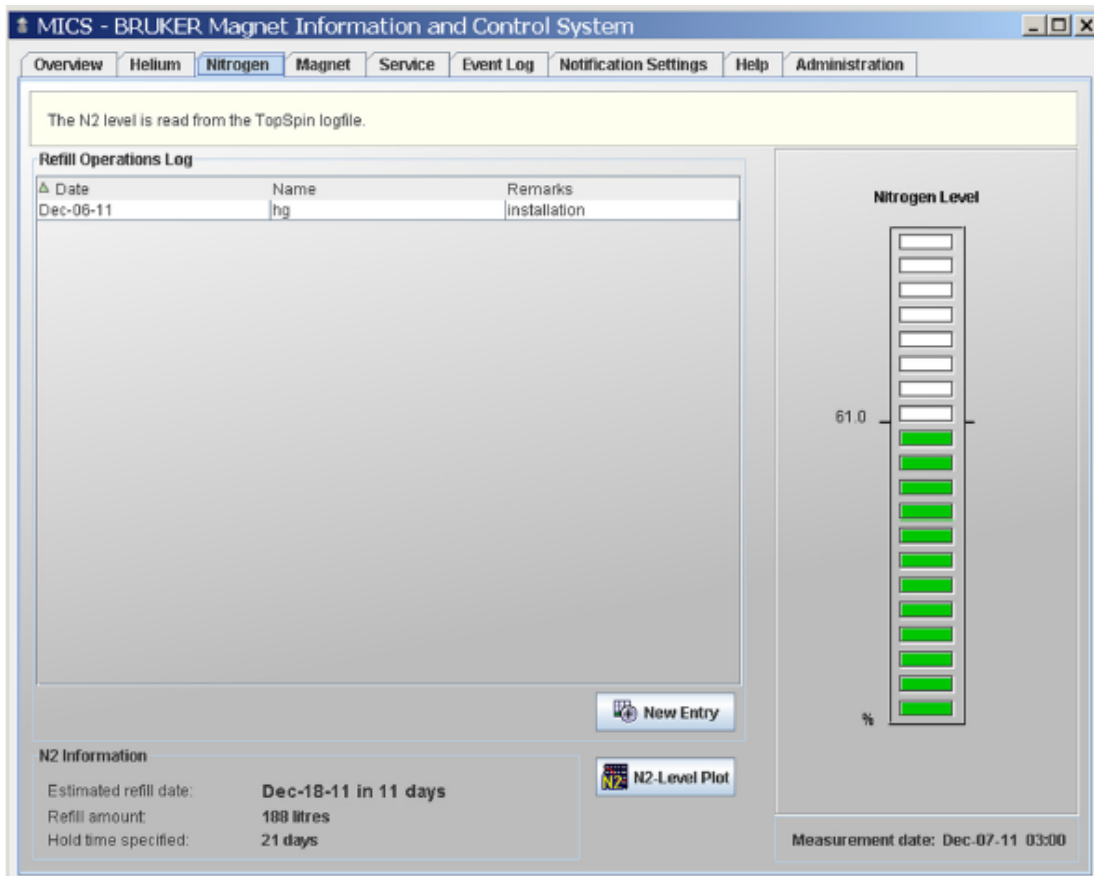 MICS - BRUKER Magnet Information and Control System
Overview Helium Nitrogen Magnet Service Event Log Notification Settings Help Administration
The N2 level is read from the TopSpin logfile.
Refill Operations Log
Date Name Remarks
Dec-06-11 hg installation
New Entry
N2 Information
Estimated refill date: Dec-18-11 in 11 days
Refill amount: 188 litres
Hold time specified: 21 days
N2 N2-Level Plot
Nitrogen Level
61.0
%
Measurement date: Dec-07-11 03:00